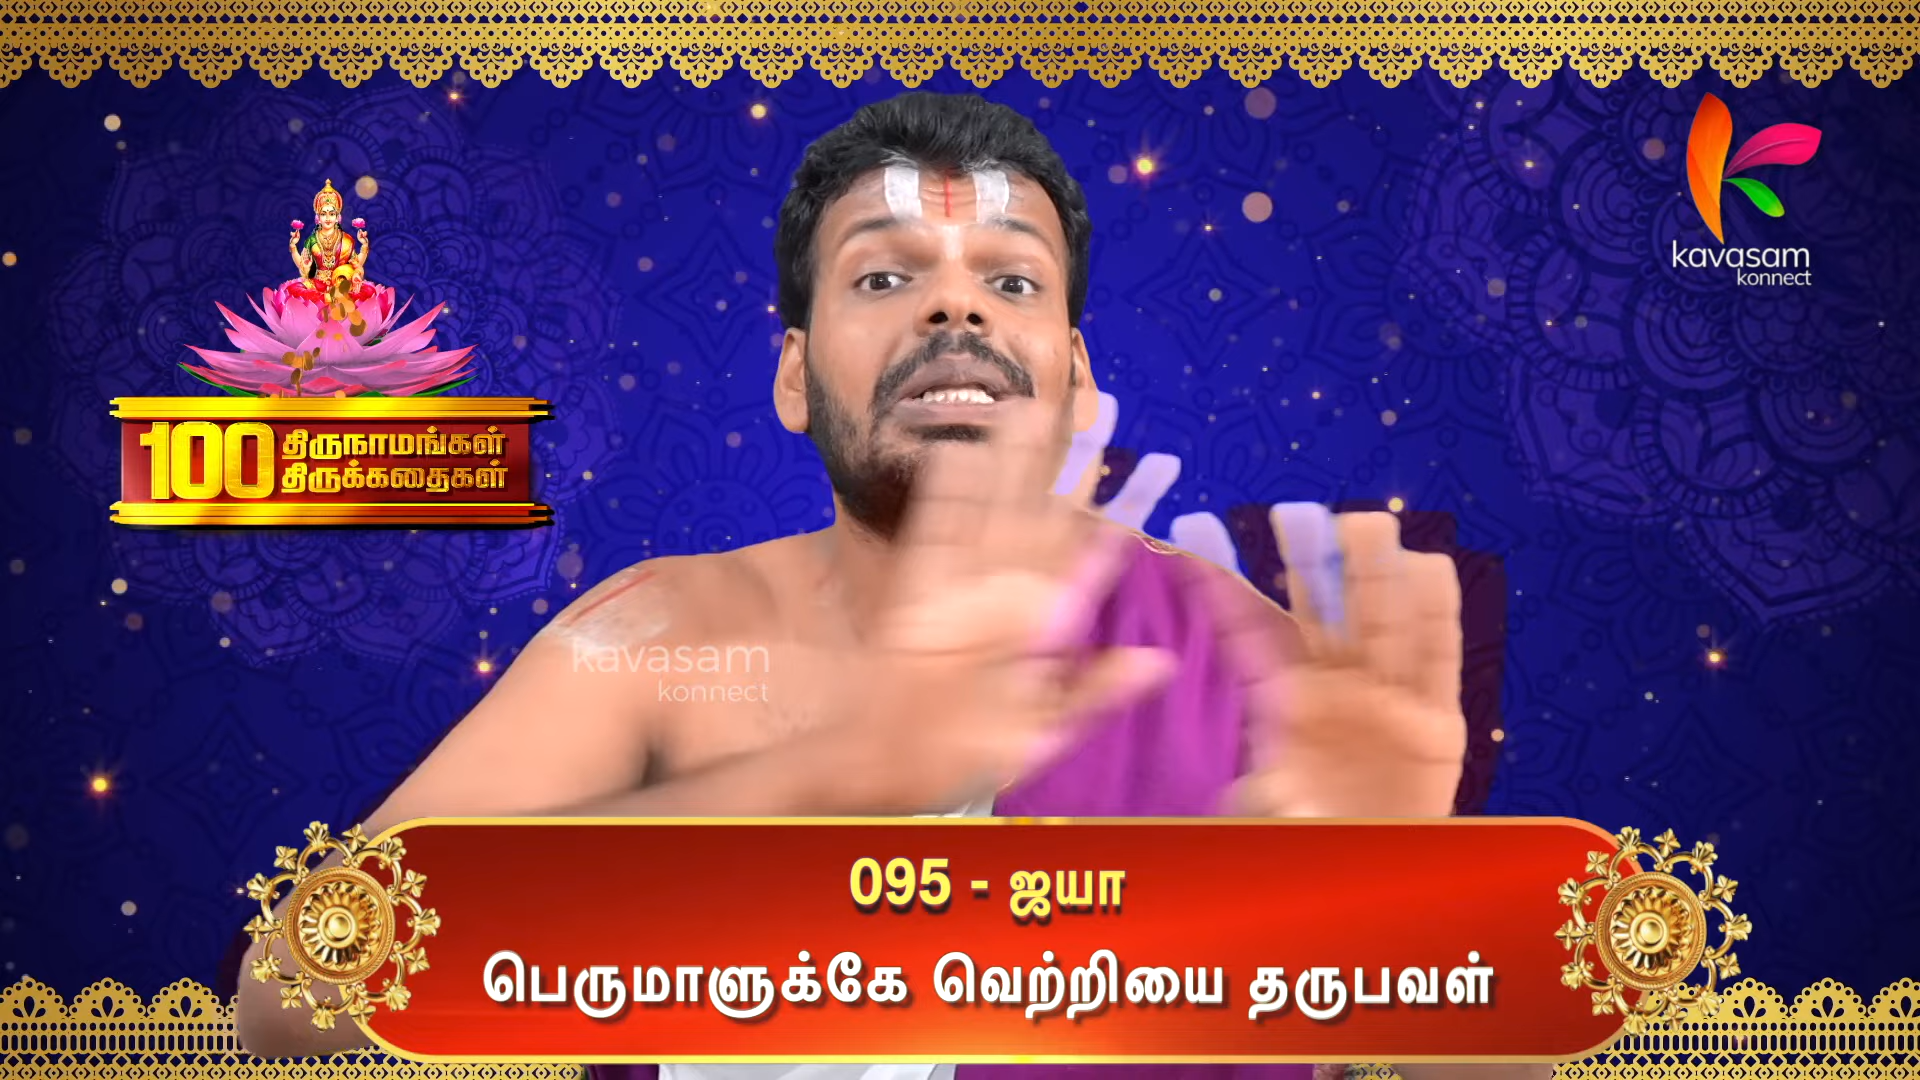 kavasam
konnect
100 திருநாமங்கள்
திருக்கதைகள்
kavasam
konnect
095 - ஜயா
பெருமாளுக்கே வெற்றியை தருபவள்